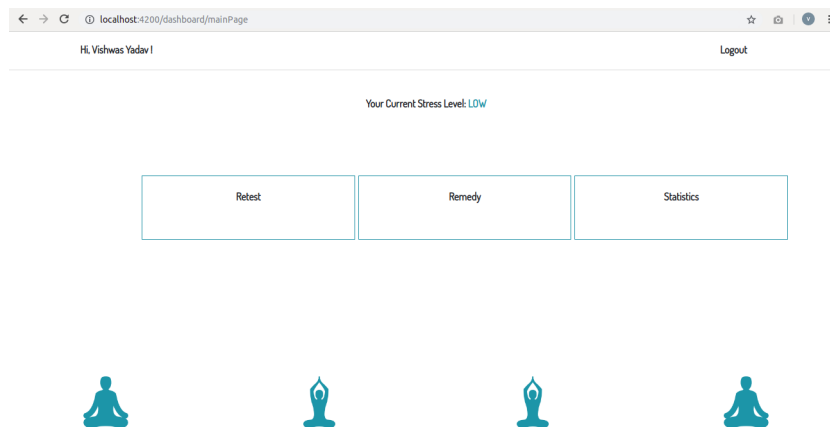 localhost:4200/dashboard/mainPage
V
Hi, Vishwas Yadav !
Logout
Your Current Stress Level: LOW
Retest
Remedy
Statistics